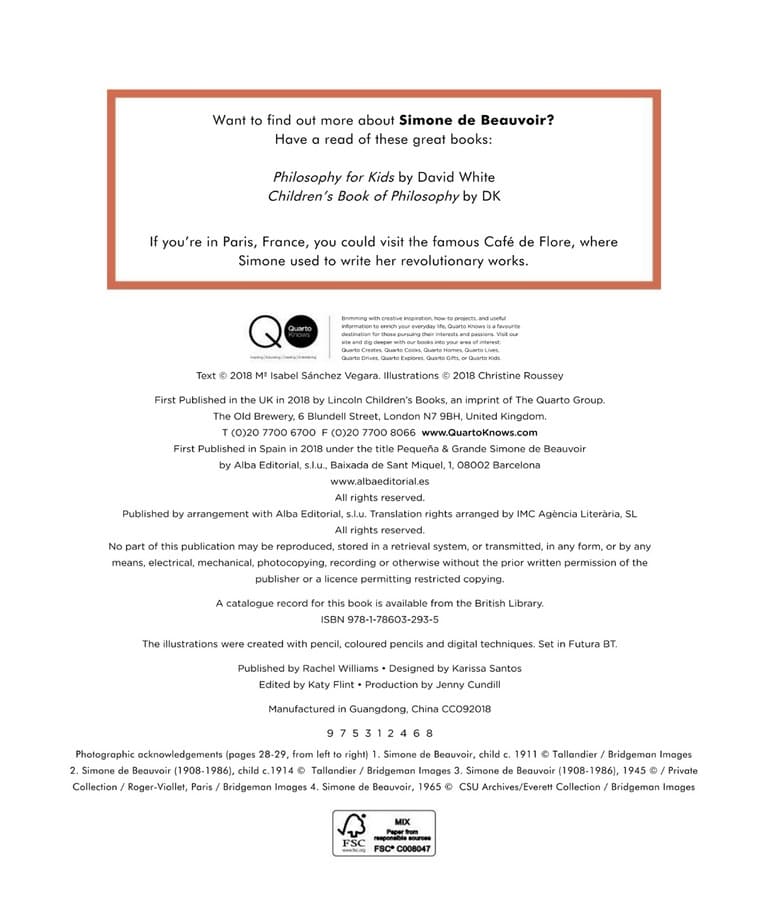 Want to find out more about Simone de Beauvoir?
Have a read of these great books:
Philosophy for Kids by David White
Children's Book of Philosophy by DK
If you're in Paris, France, you could visit the famous Café de Flore, where
Simone used to write her revolutionary works.
Quarto
Knows
Brimming with creative inspiration, how-to projects, and useful
information to enrich your everyday life, Quarto Knows is a favourite
destination for those pursuing their interests and passions. Visit our
site and dig deeper with our books into your area of interest:
Quarto Creates, Quarto Cooks, Quarto Homes, Quarto Lives,
Quarto Drives, Quarto Explores, Quarto Gifts, or Quarto Kids.
Text © 2018 Mª Isabel Sánchez Vegara. Illustrations © 2018 Christine Roussey
First Published in the UK in 2018 by Lincoln Children's Books, an imprint of The Quarto Group.
The Old Brewery, 6 Blundell Street, London N7 9BH, United Kingdom.
T (0)20 7700 6700 F (0)20 7700 8066 www.QuartoKnows.com
First Published in Spain in 2018 under the title Pequeña & Grande Simone de Beauvoir
by Alba Editorial, s.l.u., Baixada de Sant Miquel, 1, 08002 Barcelona
www.albaeditorial.es
All rights reserved.
Published by arrangement with Alba Editorial, s.l.u. Translation rights arranged by IMC Agència Literària, SL
All rights reserved.
No part of this publication may be reproduced, stored in a retrieval system, or transmitted, in any form, or by any
means, electrical, mechanical, photocopying, recording or otherwise without the prior written permission of the
publisher or a licence permitting restricted copying.
A catalogue record for this book is available from the British Library.
ISBN 978-1-78603-293-5
The illustrations were created with pencil, coloured pencils and digital techniques. Set in Futura BT.
Published by Rachel Williams • Designed by Karissa Santos
Edited by Katy Flint • Production by Jenny Cundill
Manufactured in Guangdong, China CC092018
9 7 5 3 1 2 4 6 8
Photographic acknowledgements (pages 28-29, from left to right) 1. Simone de Beauvoir, child c. 1911 © Tallandier / Bridgeman Images
2. Simone de Beauvoir (1908-1986), child c.1914 © Tallandier / Bridgeman Images 3. Simone de Beauvoir (1908-1986), 1945 © / Private
Collection / Roger-Viollet, Paris / Bridgeman Images 4. Simone de Beauvoir, 1965 © CSU Archives/Everett Collection / Bridgeman Images
FSC
www.fsc.org
MIX
Paper from
responsible sources
FSC® C008047